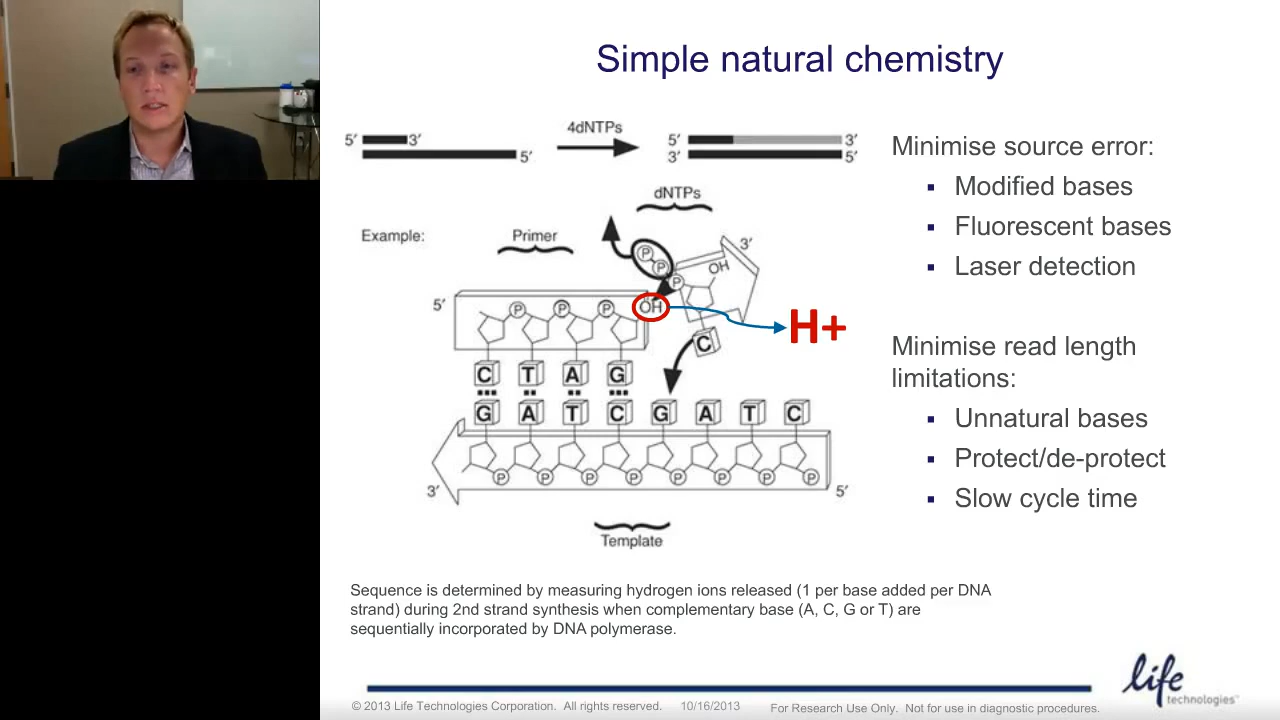 Simple natural chemistry
5′ 3′ 4dNTPs 5′ 3′
5′ 3′ 5′
dNTPs
Example: Primer 3′
P
P
OH
P
5′ P P P OH H+
C
C T A G
G A T C G A T C
P P P P P P P P
3′ 5′
Template
Minimise source error:
▪ Modified bases
▪ Fluorescent bases
▪ Laser detection
Minimise read length
limitations:
▪ Unnatural bases
▪ Protect/de-protect
▪ Slow cycle time
Sequence is determined by measuring hydrogen ions released (1 per base added per DNA
strand) during 2nd strand synthesis when complementary base (A, C, G or T) are
sequentially incorporated by DNA polymerase.
life
technologies™
© 2013 Life Technologies Corporation. All rights reserved. 10/16/2013 For Research Use Only. Not for use in diagnostic procedures.